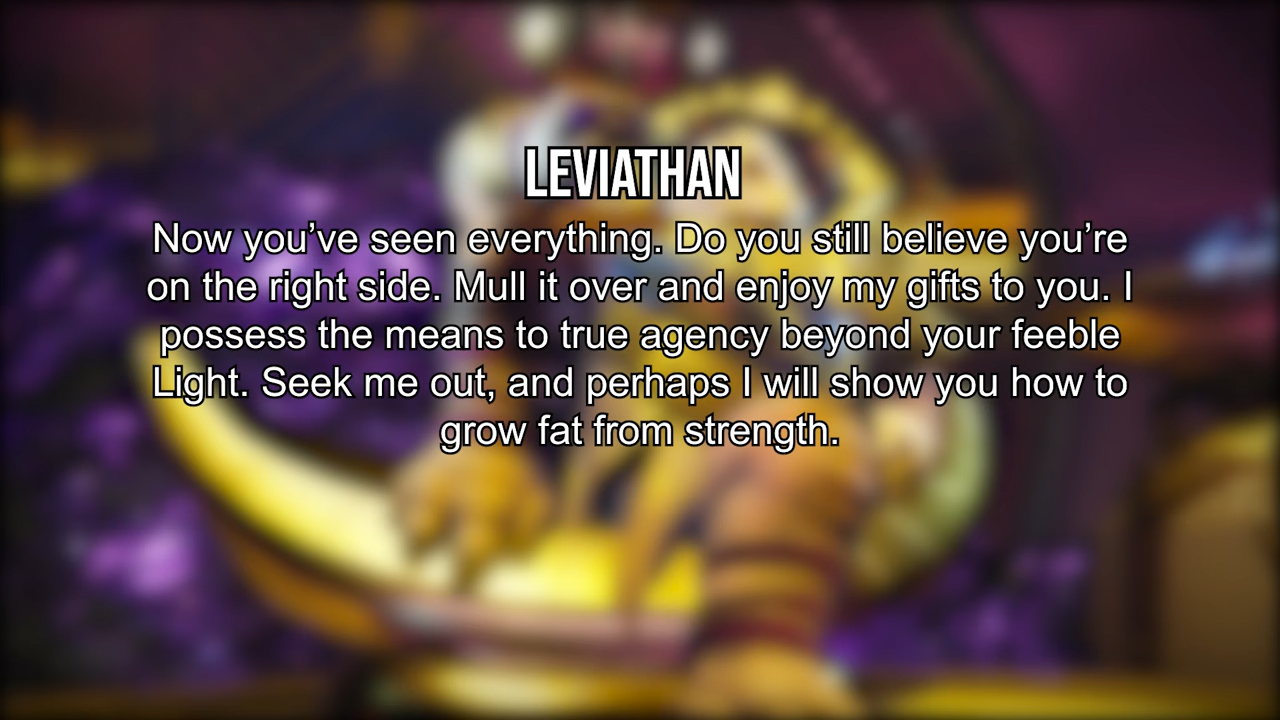 LEVIATHAN
Now you’ve seen everything. Do you still believe you’re
on the right side. Mull it over and enjoy my gifts to you. I
possess the means to true agency beyond your feeble
Light. Seek me out, and perhaps I will show you how to
grow fat from strength.